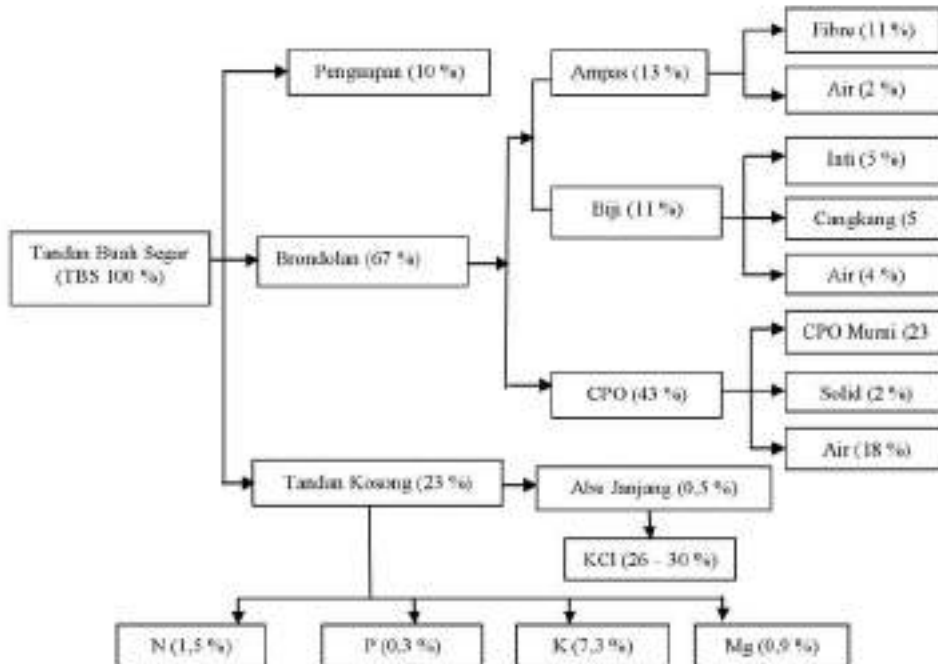 Penguapan (10 %)
Ampas (13 %)
Fibre (11 %)
Air (2 %)
Biji (11 %)
Inti (5 %)
Cangkang (5
Air (4 %)
Tandan Buah Segar
(TBS 100 %)
Brondolan (67 %)
CPO (43 %)
CPO Murni (23
Solid (2 %)
Air (18 %)
Tandan Kosong (23 %)
Abu Janjang (0,5 %)
KCl (26 – 30 %)
N (1,5 %)
P (0,3 %)
K (7,3 %)
Mg (0,9 %)